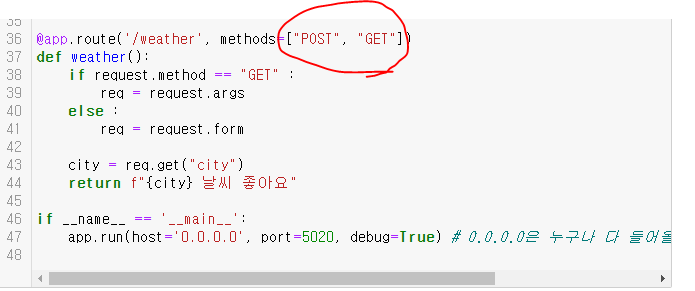 35
36 @app.route('/weather', methods=["POST", "GET"])
37 def weather():
38 if request.method == "GET" :
39 req = request.args
40 else :
41 req = request.form
42
43 city = req.get("city")
44 return f"{city} 날씨 좋아요"
45
46 if __name__ == '__main__':
47 app.run(host='0.0.0.0', port=5020, debug=True) # 0.0.0.0은 누구나 다 들어올
48